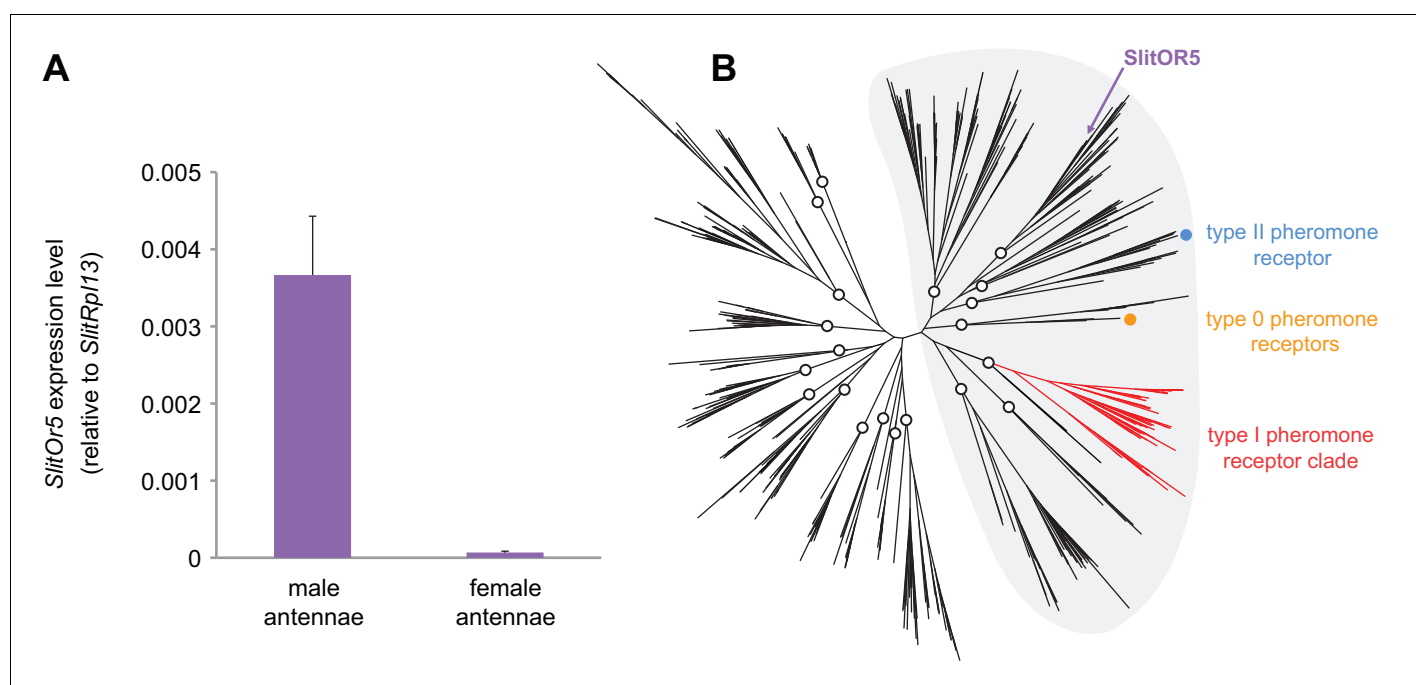 A
SlitOr5 expression level
(relative to SlitRpl13)
0.005
0.004
0.003
0.002
0.001
0
male
antennae
female
antennae
B
SlitOR5
type II pheromone
receptor
type 0 pheromone
receptors
type I pheromone
receptor clade